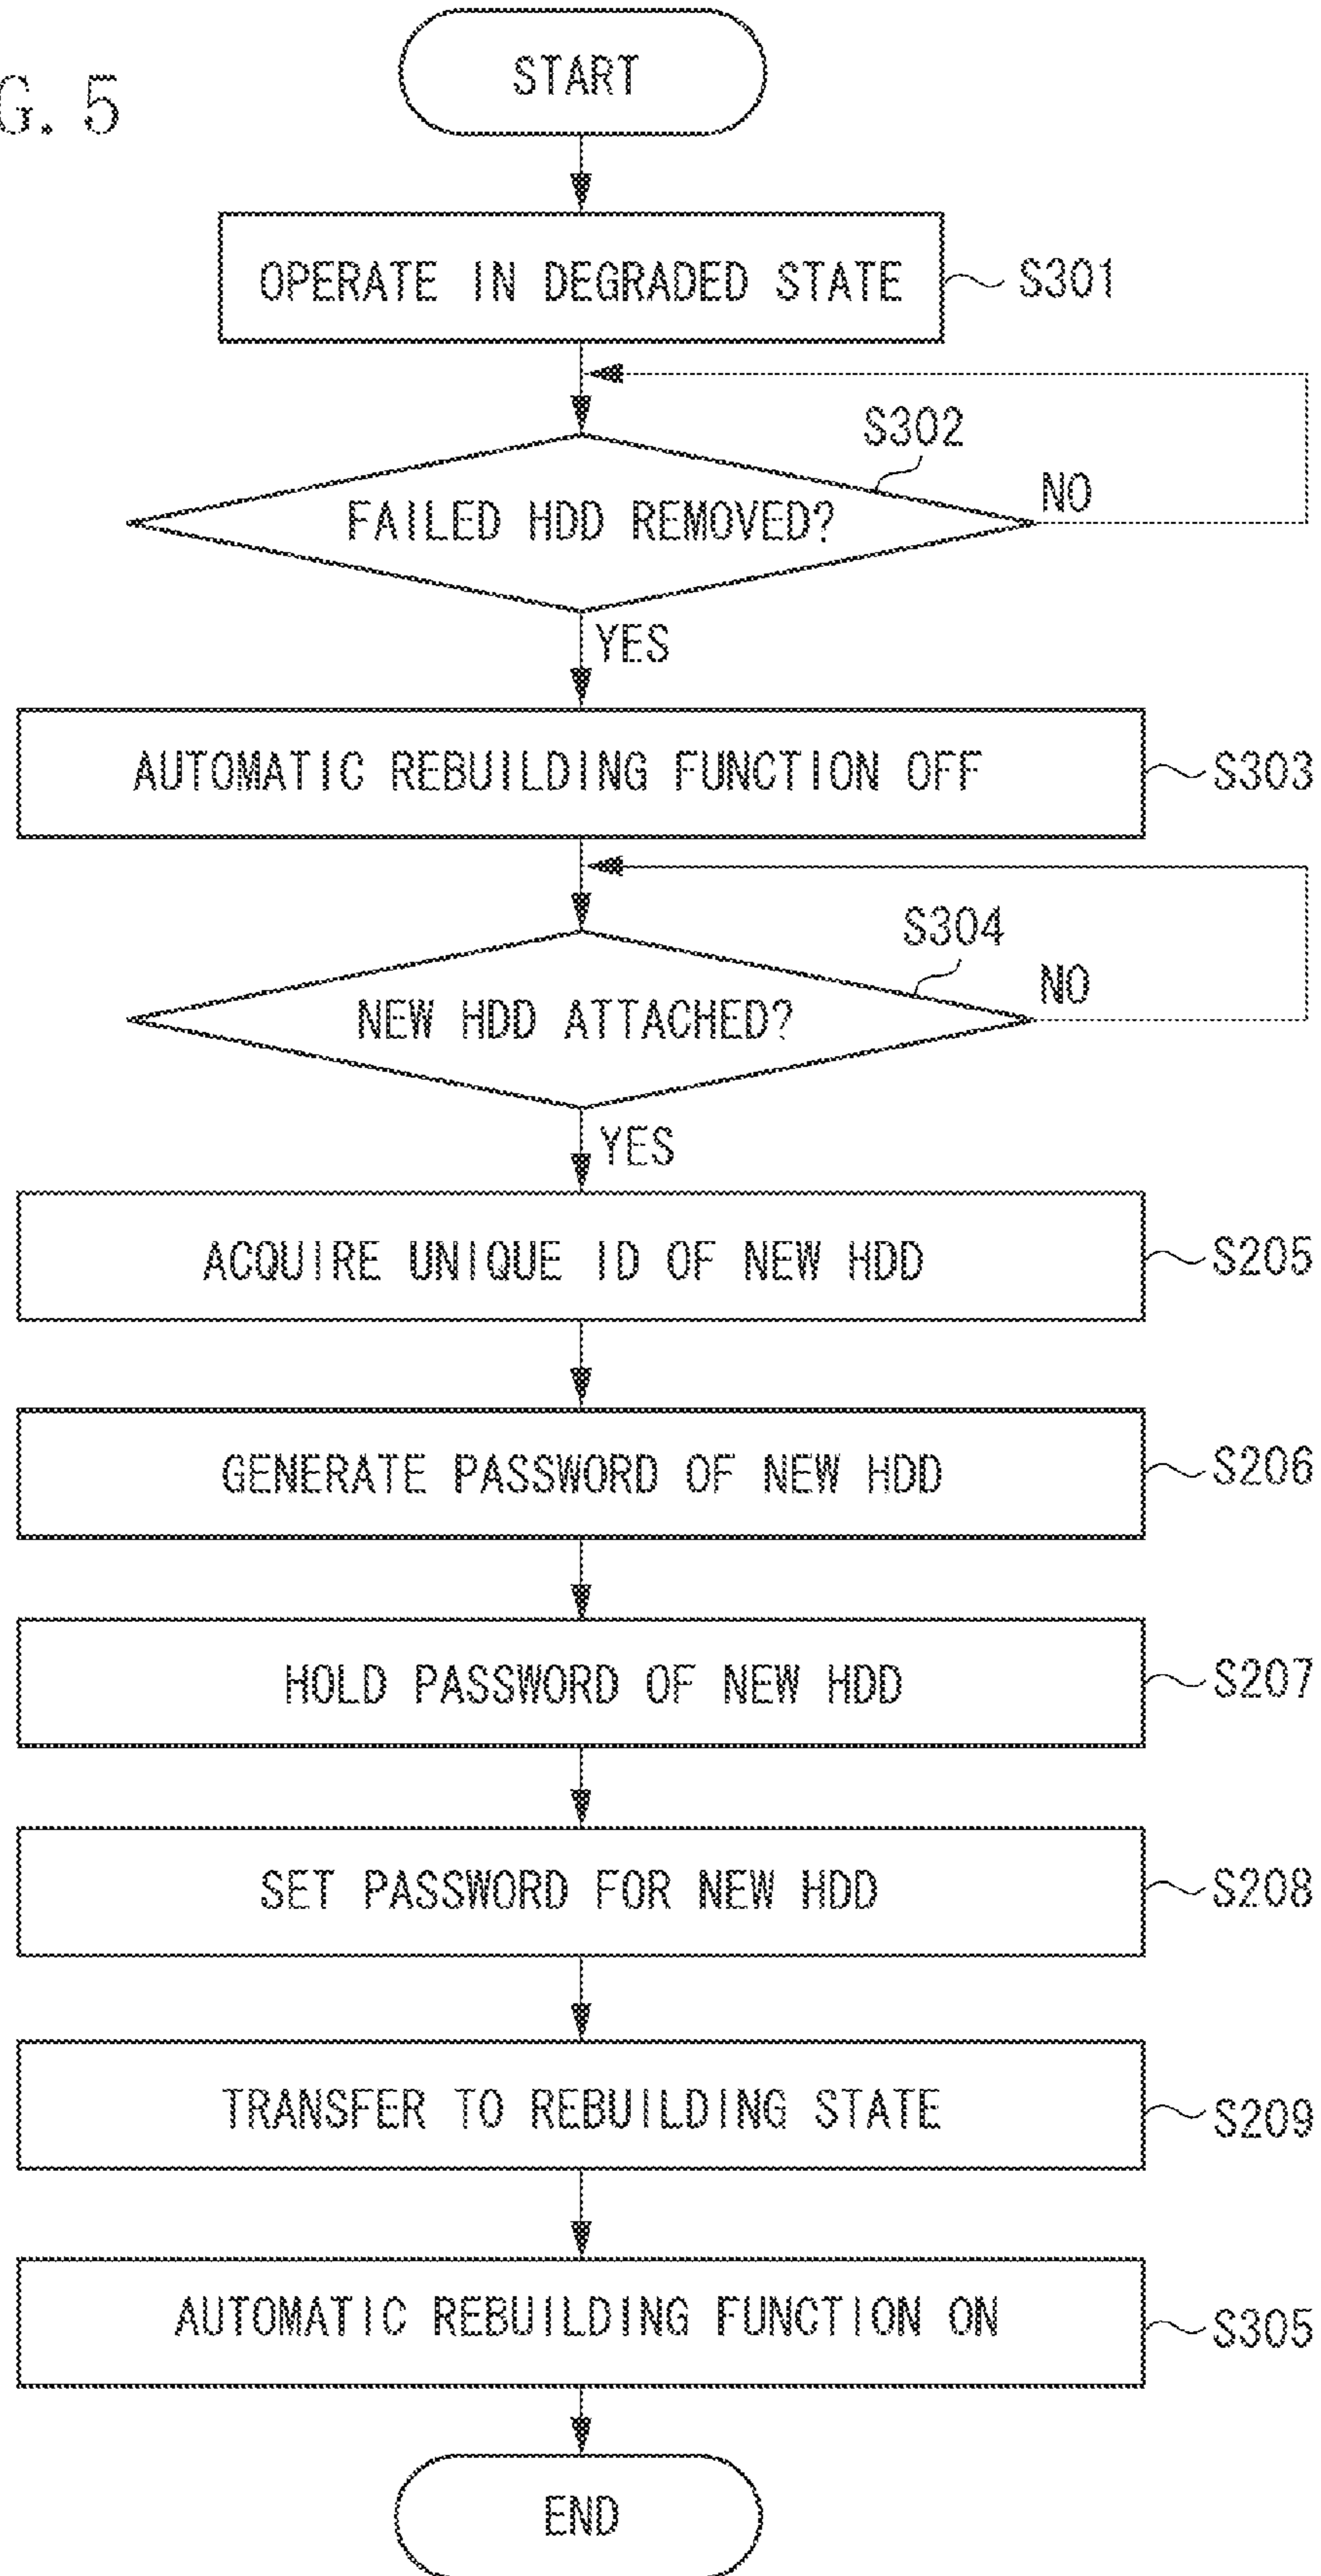 G. 5
START
OPERATE IN DEGRADED STATE
S301
S302
FAILED HDD REMOVED?
NO
YES
AUTOMATIC REBUILDING FUNCTION OFF
S303
S304
NEW HDD ATTACHED?
NO
YES
ACQUIRE UNIQUE ID OF NEW HDD
S205
GENERATE PASSWORD OF NEW HDD
S206
HOLD PASSWORD OF NEW HDD
S207
SET PASSWORD FOR NEW HDD
S208
TRANSFER TO REBUILDING STATE
S209
AUTOMATIC REBUILDING FUNCTION ON
S305
END